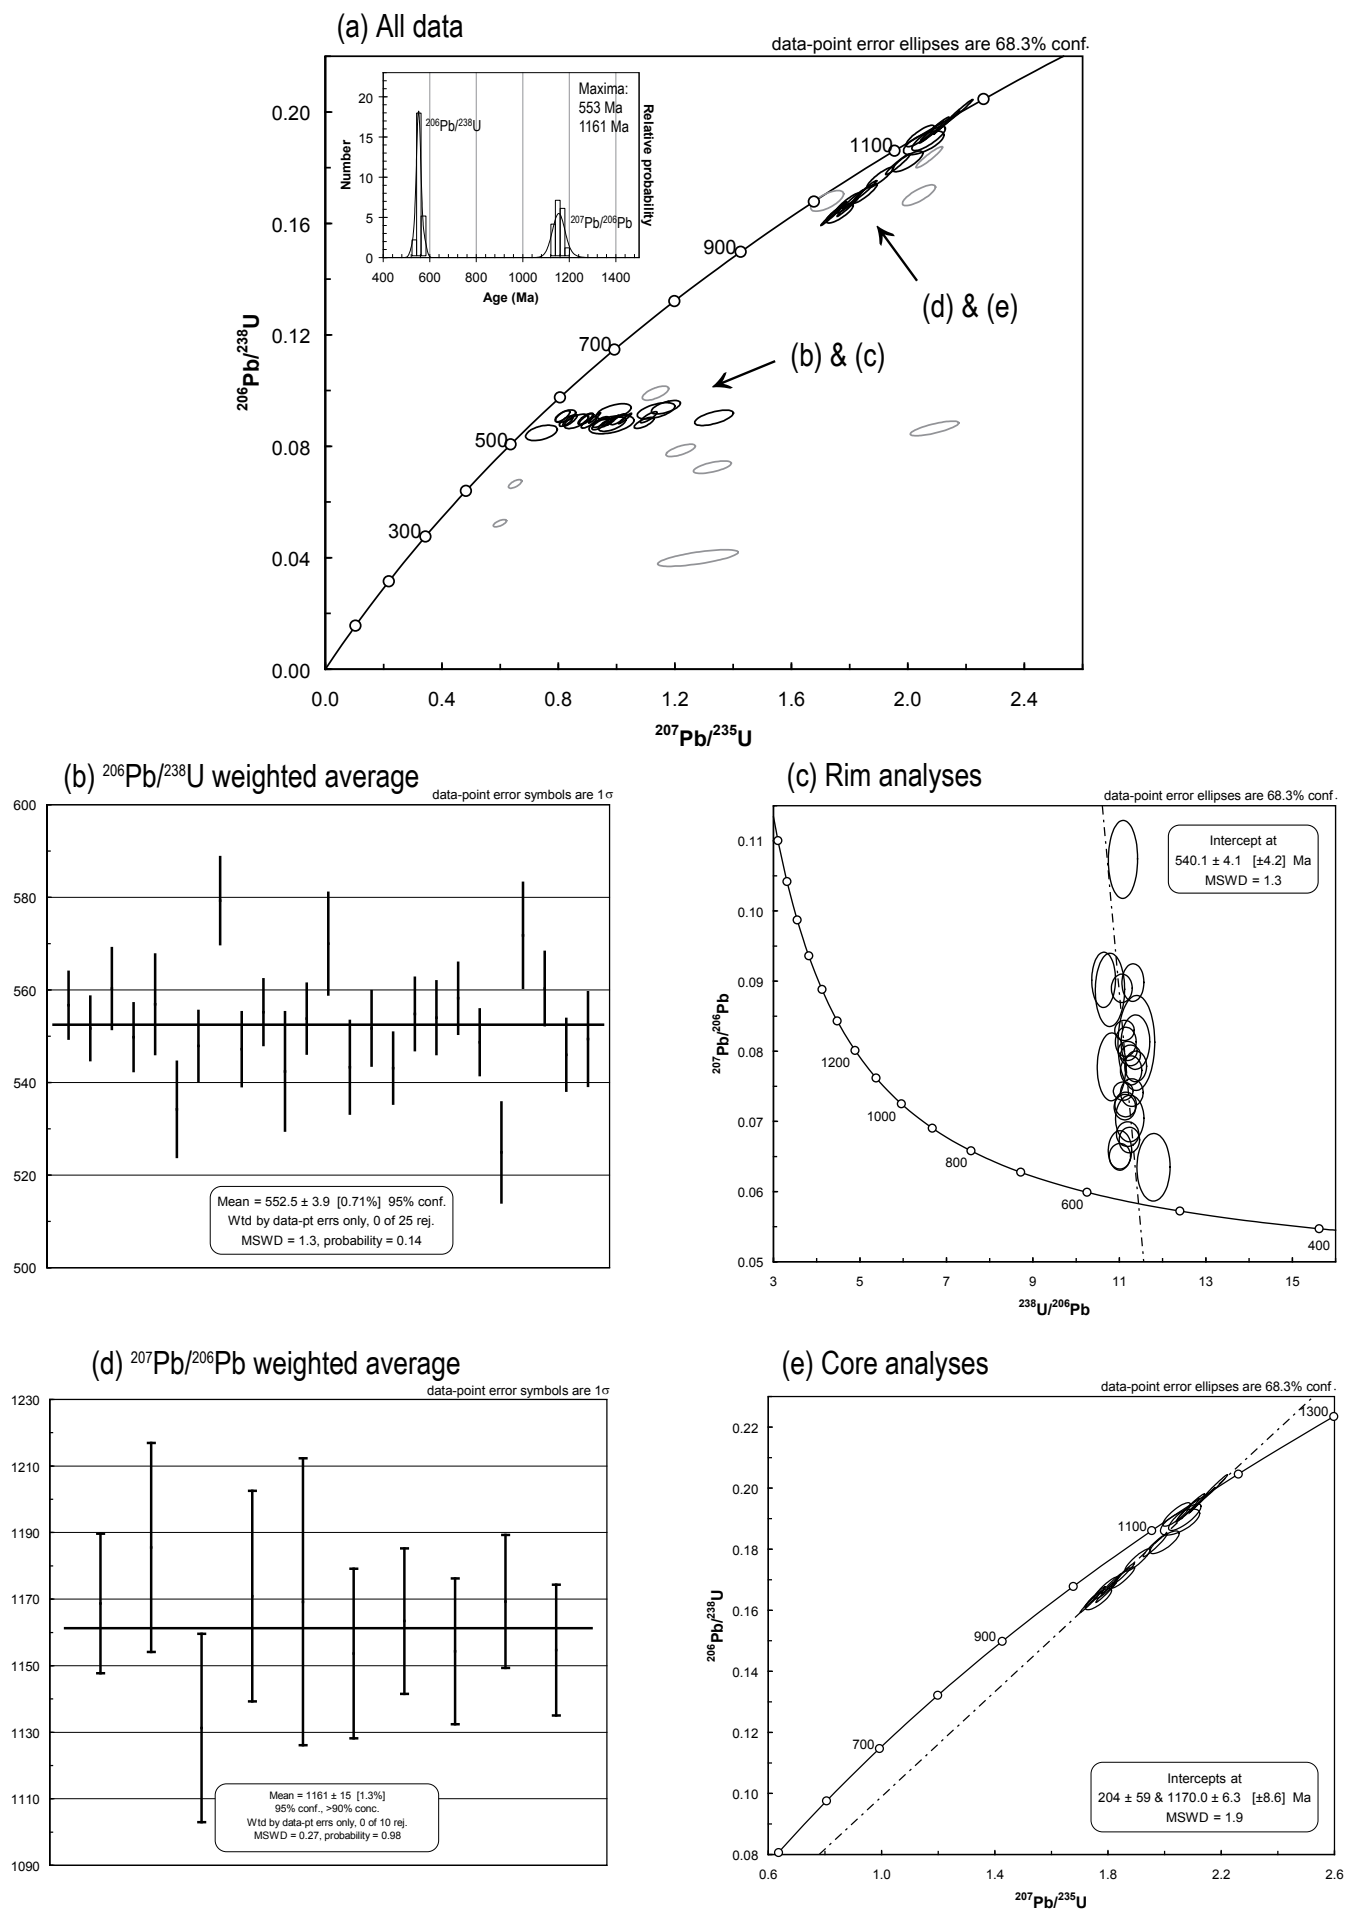 (a) All data
data-point error ellipses are 68.3% conf.
Maxima:
553 Ma
1161 Ma
206Pb/238U
207Pb/206Pb
Number
Relative probability
20
15
10
5
0
400 600 800 1000 1200 1400
Age (Ma)
0.20
0.16
0.12
0.08
0.04
0.00
1100
900
700
500
300
(d) & (e)
(b) & (c)
206Pb/238U
0.0 0.4 0.8 1.2 1.6 2.0 2.4
207Pb/235U
(b) 206Pb/238U weighted average
data-point error symbols are 1σ
600
580
560
540
520
500
Mean = 552.5 ± 3.9 [0.71%] 95% conf.
Wtd by data-pt errs only, 0 of 25 rej.
MSWD = 1.3, probability = 0.14
(c) Rim analyses
data-point error ellipses are 68.3% conf.
Intercept at
540.1 ± 4.1 [±4.2] Ma
MSWD = 1.3
0.11
0.10
0.09
0.08
0.07
0.06
0.05
207Pb/206Pb
1200
1000
800
600
400
3 5 7 9 11 13 15
238U/206Pb
(d) 207Pb/206Pb weighted average
data-point error symbols are 1σ
1230
1210
1190
1170
1150
1130
1110
1090
Mean = 1161 ± 15 [1.3%]
95% conf., >90% conc.
Wtd by data-pt errs only, 0 of 10 rej.
MSWD = 0.27, probability = 0.98
(e) Core analyses
data-point error ellipses are 68.3% conf.
0.22
0.20
0.18
0.16
0.14
0.12
0.10
0.08
206Pb/238U
1300
1100
900
700
Intercepts at
204 ± 59 & 1170.0 ± 6.3 [±8.6] Ma
MSWD = 1.9
0.6 1.0 1.4 1.8 2.2 2.6
207Pb/235U